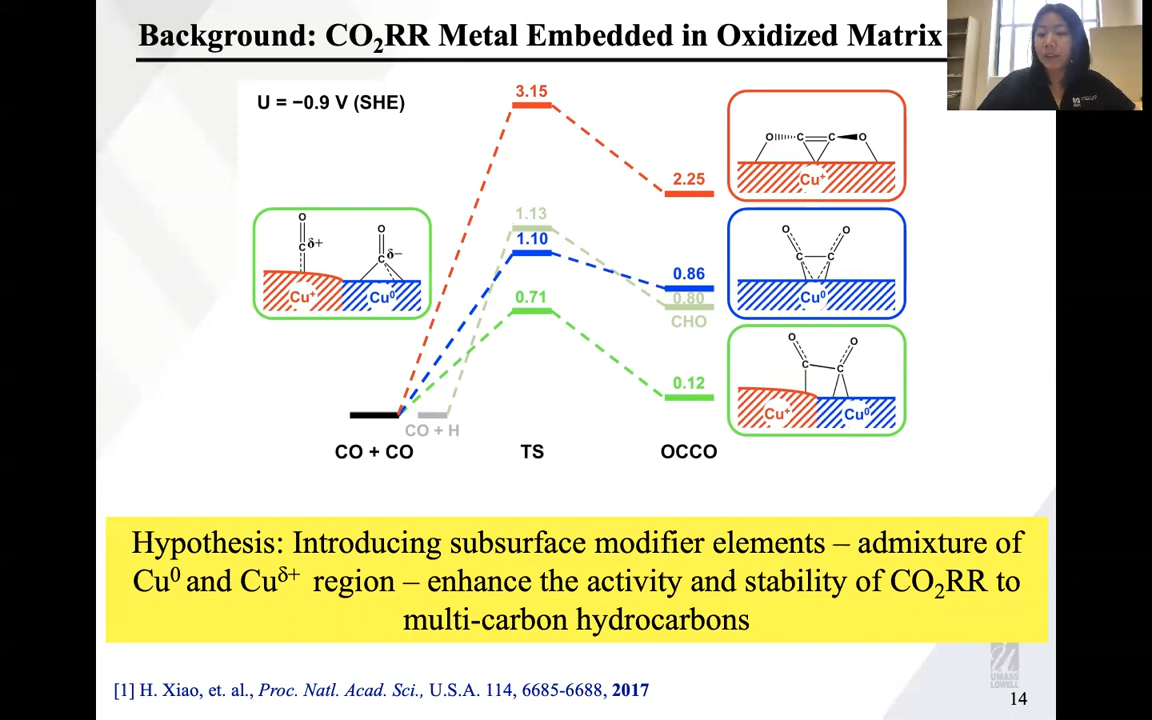 Background: CO₂RR Metal Embedded in Oxidized Matrix
U = −0.9 V (SHE)
3.15
2.25
1.13
1.10
0.86
0.80
CHO
0.71
0.12
CO + H
CO + CO
TS
OCCO
O
C δ+
O
C δ−
Cu⁺
Cu⁰
O C C O
Cu⁺
O O
C C
Cu⁰
O O
C C
Cu⁺
Cu⁰
Hypothesis: Introducing subsurface modifier elements – admixture of
Cu⁰ and Cuᵟ⁺ region – enhance the activity and stability of CO₂RR to
multi-carbon hydrocarbons
[1] H. Xiao, et. al., Proc. Natl. Acad. Sci., U.S.A. 114, 6685-6688, 2017
UMASS
LOWELL
14